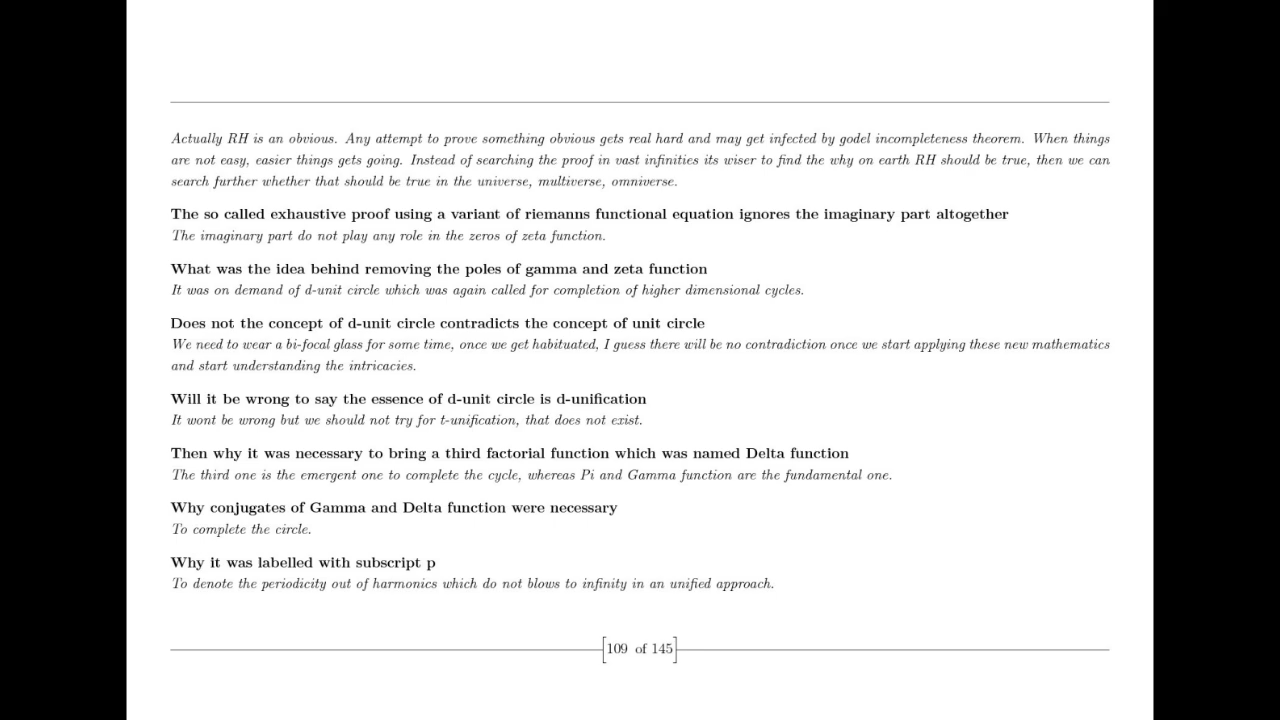 Actually RH is an obvious. Any attempt to prove something obvious gets real hard and may get infected by godel incompleteness theorem. When things
are not easy, easier things gets going. Instead of searching the proof in vast infinities its wiser to find the why on earth RH should be true, then we can
search further whether that should be true in the universe, multiverse, omniverse.
The so called exhaustive proof using a variant of riemanns functional equation ignores the imaginary part altogether
The imaginary part do not play any role in the zeros of zeta function.
What was the idea behind removing the poles of gamma and zeta function
It was on demand of d-unit circle which was again called for completion of higher dimensional cycles.
Does not the concept of d-unit circle contradicts the concept of unit circle
We need to wear a bi-focal glass for some time, once we get habituated, I guess there will be no contradiction once we start applying these new mathematics
and start understanding the intricacies.
Will it be wrong to say the essence of d-unit circle is d-unification
It wont be wrong but we should not try for t-unification, that does not exist.
Then why it was necessary to bring a third factorial function which was named Delta function
The third one is the emergent one to complete the cycle, whereas Pi and Gamma function are the fundamental one.
Why conjugates of Gamma and Delta function were necessary
To complete the circle.
Why it was labelled with subscript p
To denote the periodicity out of harmonics which do not blows to infinity in an unified approach.
109 of 145